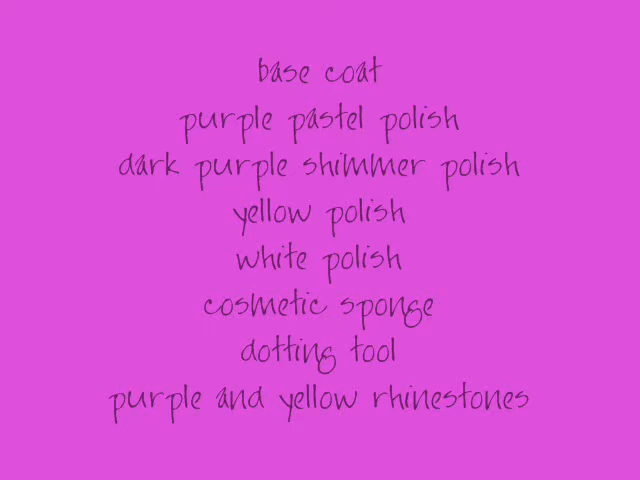 base coat
purple pastel polish
dark purple shimmer polish
yellow polish
white polish
cosmetic sponge
dotting tool
purple and yellow rhinestones